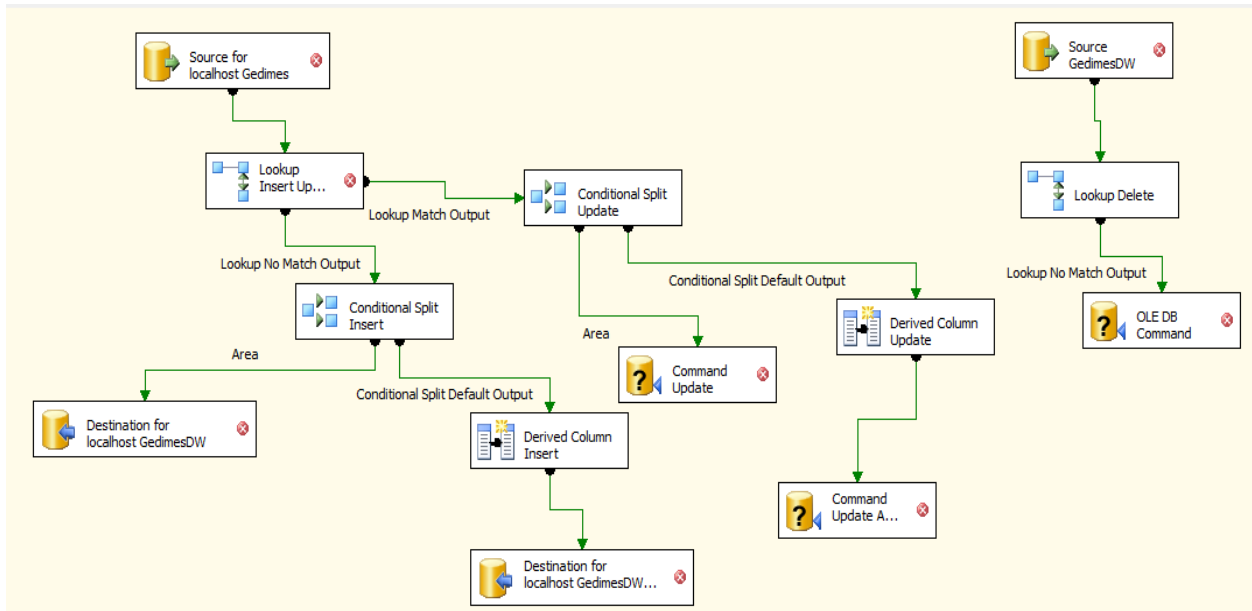 Source for
localhost Gedimes
Source
GedimesDW
Lookup
Insert Up...
Lookup Match Output
Conditional Split
Update
Lookup Delete
Lookup No Match Output
Conditional Split Default Output
Lookup No Match Output
Conditional Split
Insert
Derived Column
Update
OLE DB
Command
Area
Area
Command
Update
Conditional Split Default Output
Destination for
localhost GedimesDW
Derived Column
Insert
Command
Update A...
Destination for
localhost GedimesDW...